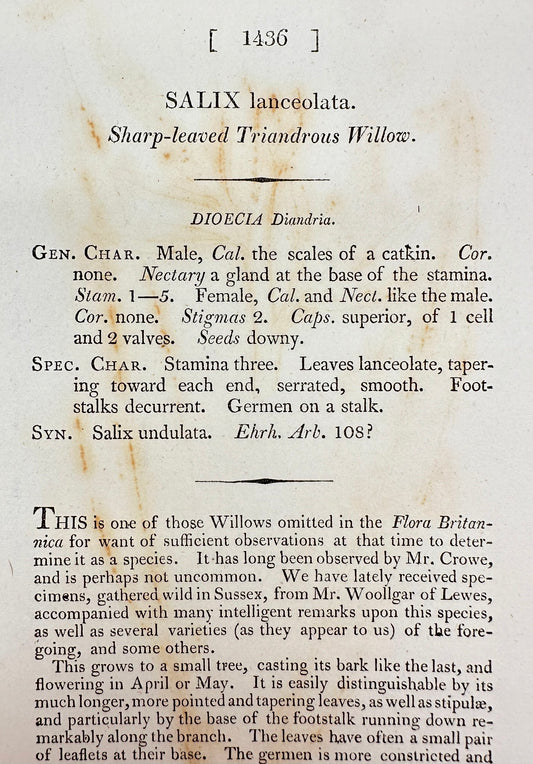 [ 1436 ]
SALIX lanceolata.
Sharp-leaved Triandrous Willow.
DIOECIA Diandria.
GEN. CHAR. Male, Cal. the scales of a catkin. Cor.
none. Nectary a gland at the base of the stamina.
Stam. 1—5. Female, Cal. and Nect. like the male.
Cor. none. Stigmas 2. Caps. superior, of 1 cell
and 2 valves. Seeds downy.
SPEC. CHAR. Stamina three. Leaves lanceolate, taper-
ing toward each end, serrated, smooth. Foot-
stalks decurrent. Germen on a stalk.
SYN. Salix undulata. Ehrh. Arb. 108?
THIS is one of those Willows omitted in the Flora Britan-
nica for want of sufficient observations at that time to deter-
mine it as a species. It has long been observed by Mr. Crowe,
and is perhaps not uncommon. We have lately received spe-
cimens, gathered wild in Sussex, from Mr. Woollgar of Lewes,
accompanied with many intelligent remarks upon this species,
as well as several varieties (as they appear to us) of the fore-
going, and some others.
This grows to a small tree, casting its bark like the last, and
flowering in April or May. It is easily distinguishable by its
much longer, more pointed and tapering leaves, as well as stipulæ,
and particularly by the base of the footstalk running down re-
markably along the branch. The leaves have often a small pair
of leaflets at their base. The germen is more constricted and